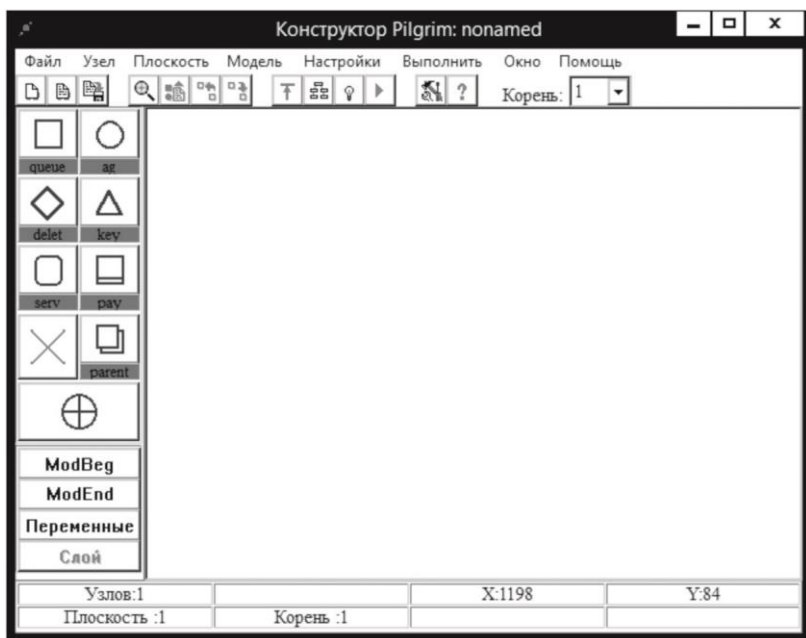 Конструктор Pilgrim: nonamed
Файл Узел Плоскость Модель Настройки Выполнить Окно Помощь
? Корень: 1
queue ag
delet key
serv pay
parent
ModBeg
ModEnd
Переменные
Слой
Узлов:1 X:1198 Y:84
Плоскость :1 Корень :1